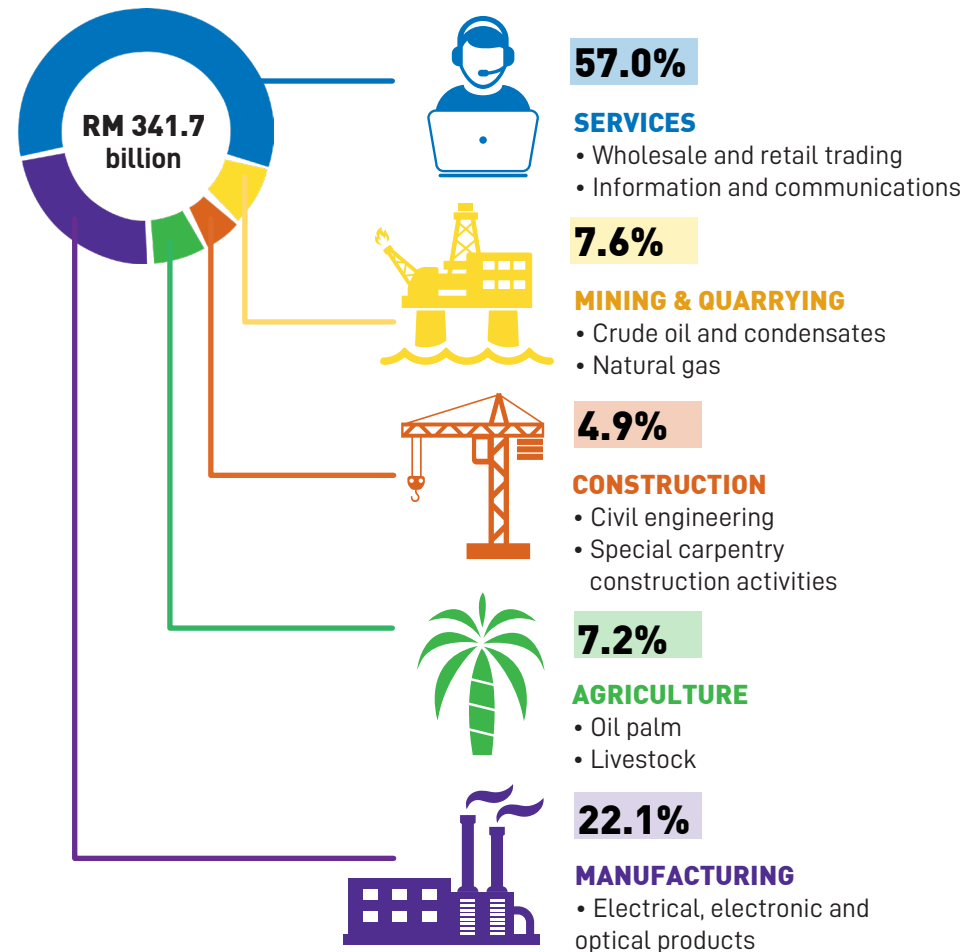 RM 341.7
billion
57.0%
SERVICES
• Wholesale and retail trading
• Information and communications
7.6%
MINING & QUARRYING
• Crude oil and condensates
• Natural gas
4.9%
CONSTRUCTION
• Civil engineering
• Special carpentry
construction activities
7.2%
AGRICULTURE
• Oil palm
• Livestock
22.1%
MANUFACTURING
• Electrical, electronic and
optical products